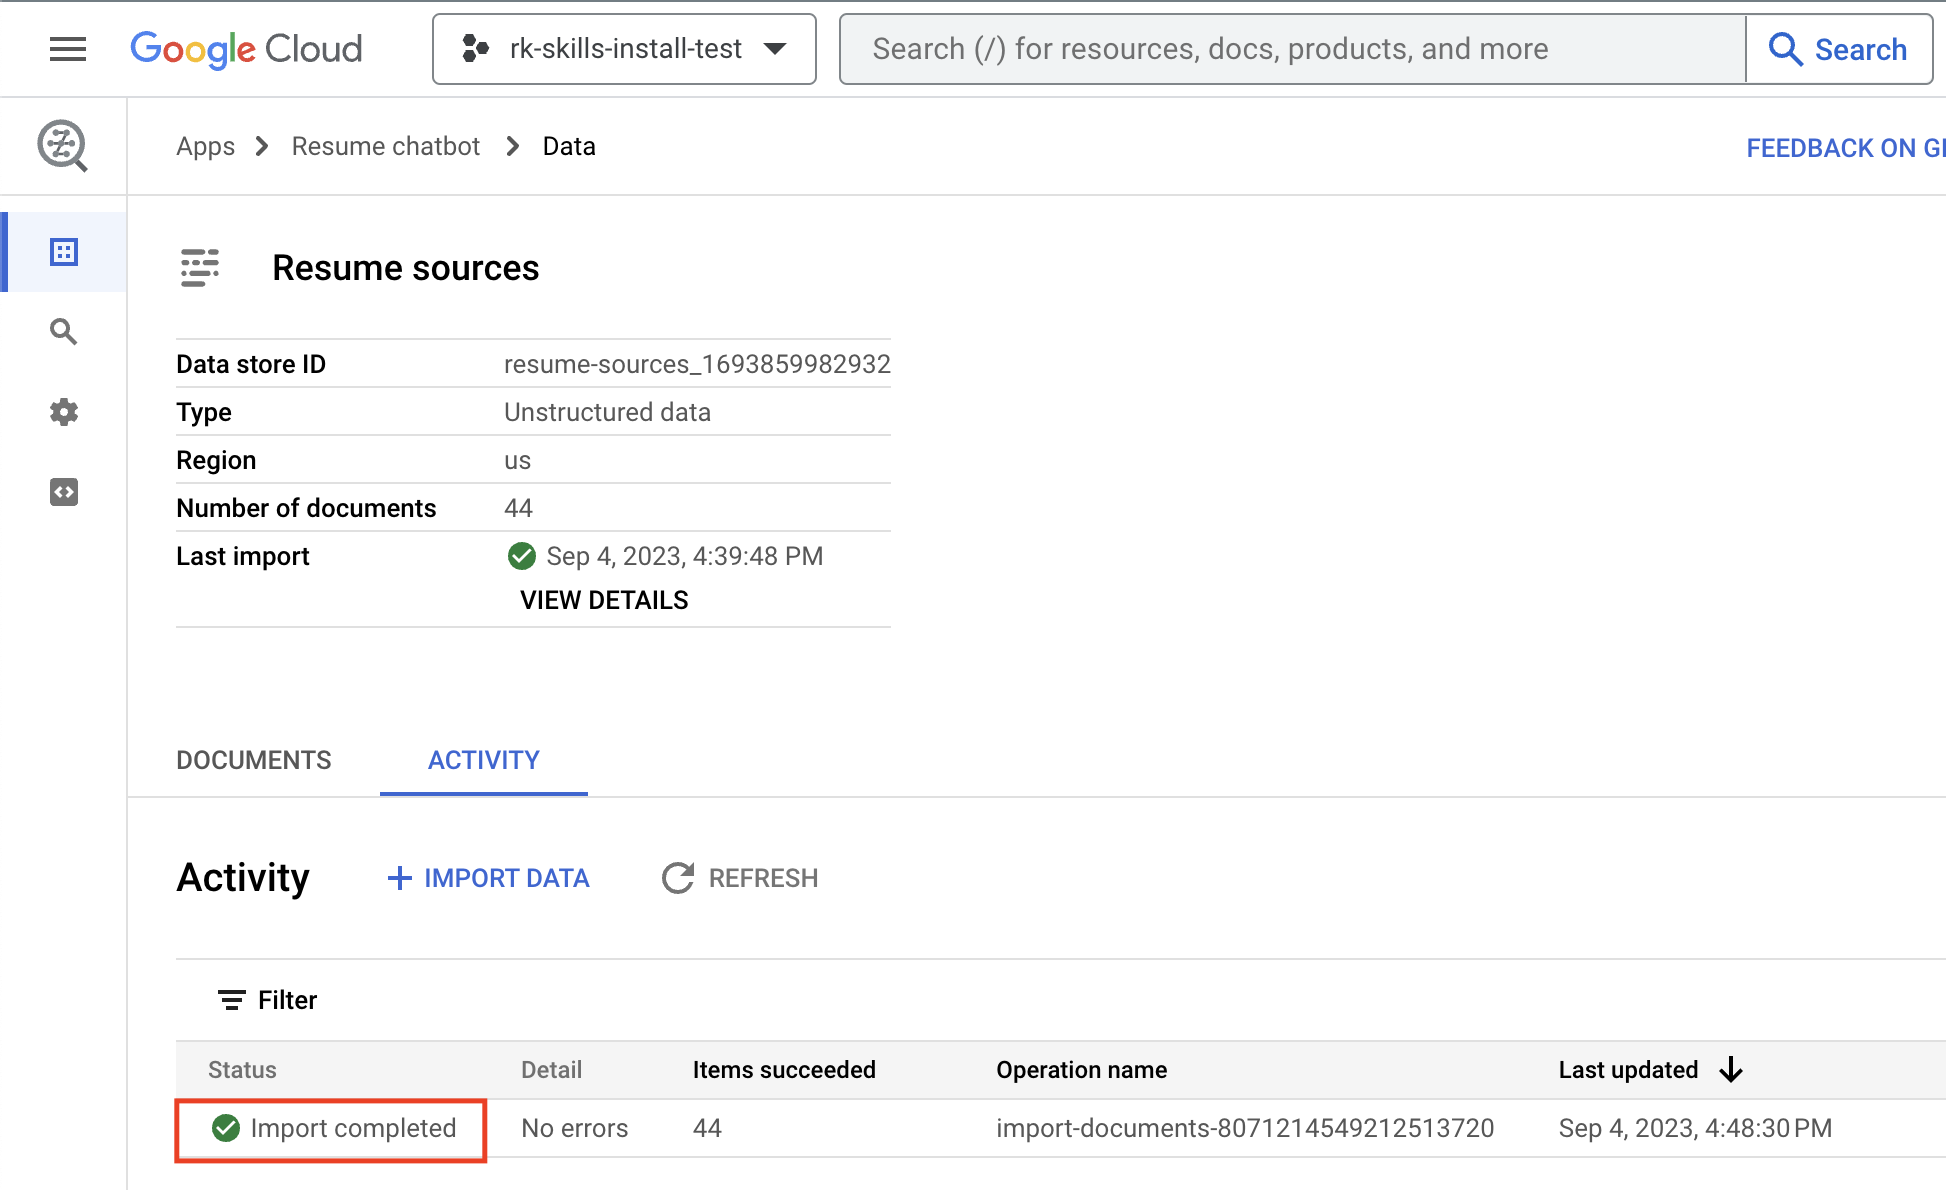 Google Cloud rk-skills-install-test Search (/) for resources, docs, products, and more Search
Apps Resume chatbot Data FEEDBACK ON
Resume sources
Data store ID resume-sources_1693859982932
Type Unstructured data
Region us
Number of documents 44
Last import Sep 4, 2023, 4:39:48 PM
VIEW DETAILS
DOCUMENTS ACTIVITY
Activity + IMPORT DATA REFRESH
Filter
Status Detail Items succeeded Operation name Last updated
Import completed No errors 44 import-documents-8071214549212513720 Sep 4, 2023, 4:48:30 PM